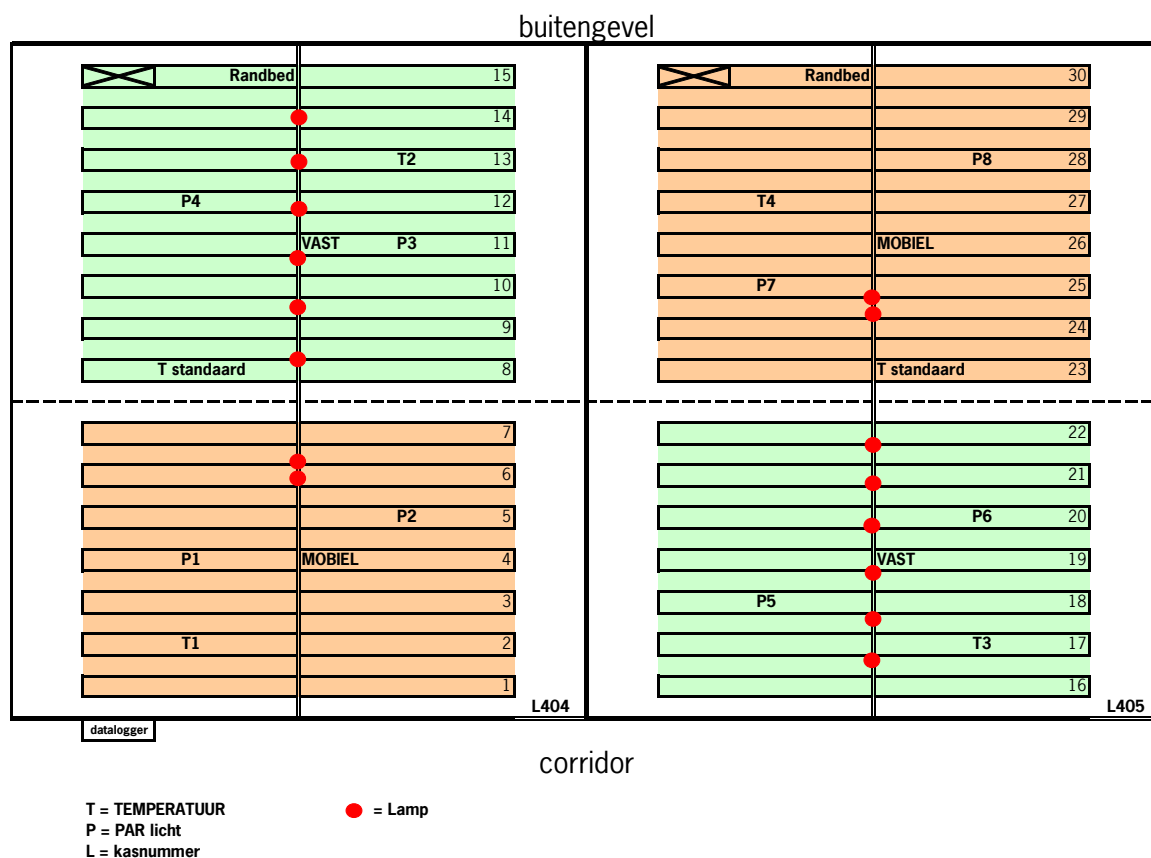 buitengevel
Randbed 15 Randbed 30
14 29
T2 13 P8 28
P4 12 T4 27
VAST P3 11 MOBIEL 26
10 P7 25
9 24
T standaard 8 T standaard 23
7 22
6 21
P2 5 P6 20
P1 MOBIEL 4 VAST 19
3 P5 18
T1 2 T3 17
1 16
L404 L405
datalogger
corridor
T = TEMPERATUUR = Lamp
P = PAR licht
L = kasnummer